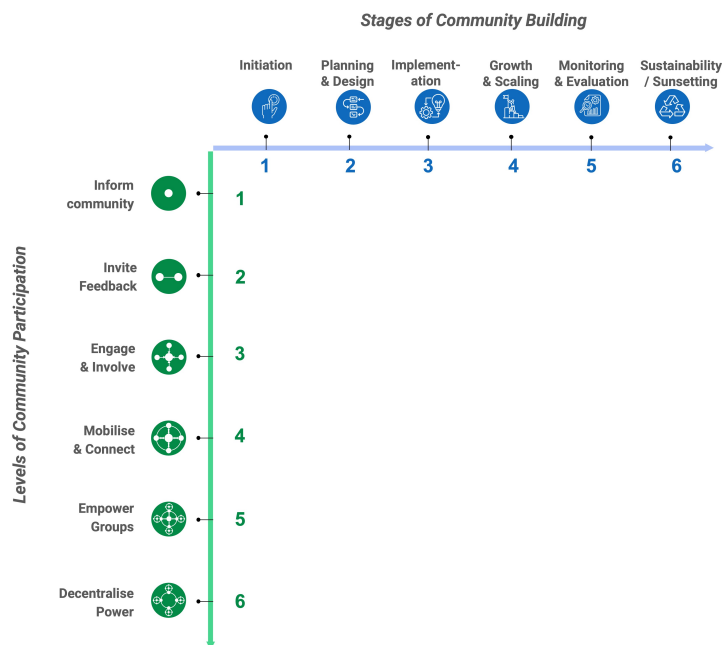 Stages of Community Building
Initiation
Planning
& Design
Implement-
ation
Growth
& Scaling
Monitoring
& Evaluation
Sustainability
/ Sunsetting
1
2
3
4
5
6
Levels of Community Participation
Inform
community
1
Invite
Feedback
2
Engage
& Involve
3
Mobilise
& Connect
4
Empower
Groups
5
Decentralise
Power
6